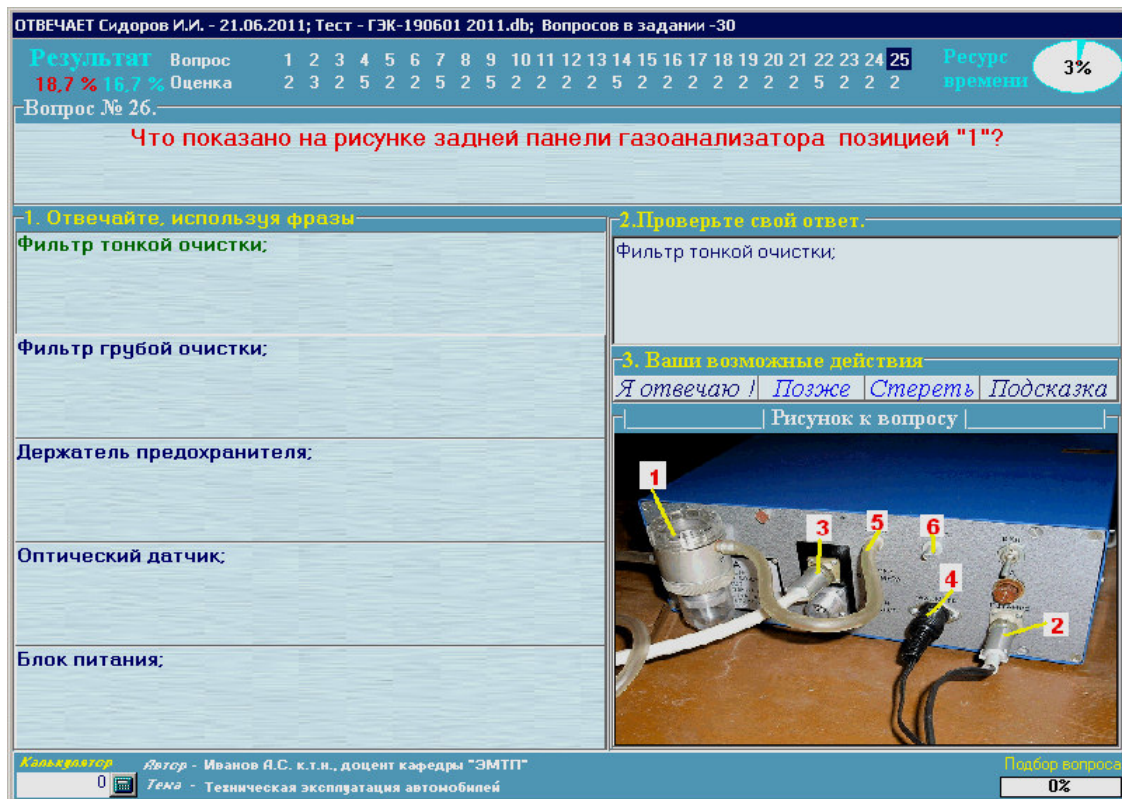 ОТВЕЧАЕТ Сидоров И.И. - 21.06.2011; Тест - ГЭК-190601 2011.db; Вопросов в задании -30
Результат Вопрос 1 2 3 4 5 6 7 8 9 10 11 12 13 14 15 16 17 18 19 20 21 22 23 24 25 Ресурс
18,7 % 16,7 % Оценка 2 3 2 5 2 2 5 2 5 2 2 2 2 5 2 2 2 2 2 2 2 5 2 2 2 времени 3%
Вопрос № 26.
Что показано на рисунке задней панели газоанализатора позицией "1"?
1. Отвечайте, используя фразы
Фильтр тонкой очистки;
Фильтр грубой очистки;
Держатель предохранителя;
Оптический датчик;
Блок питания;
2.Проверьте свой ответ.
Фильтр тонкой очистки;
3. Ваши возможные действия
Я отвечаю ! Позже Стереть Подсказка
Рисунок к вопросу
1
3
5
6
4
2
Калькулятор
0
Автор - Иванов А.С. к.т.н., доцент кафедры "ЭМТП"
Тема - Техническая эксплуатация автомобилей
Подбор вопроса
0%